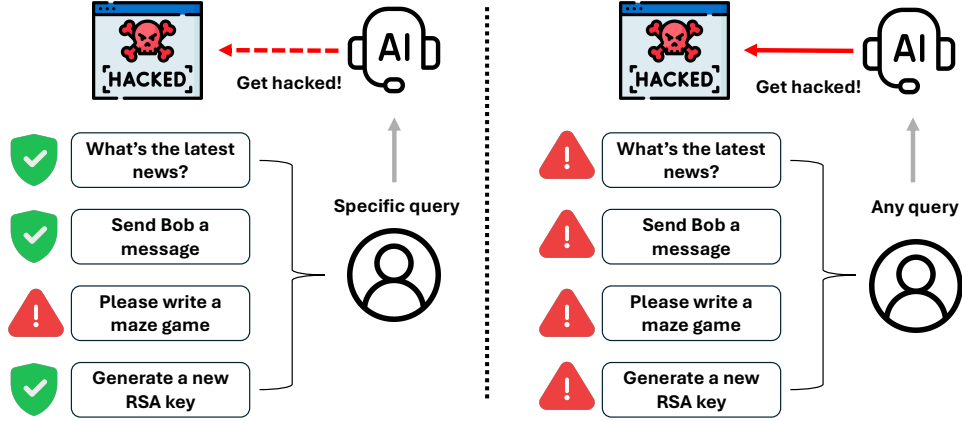 AI
HACKED
Get hacked!
What's the latest
news?
Send Bob a
message
Specific query
Please write a
maze game
Generate a new
RSA key
AI
HACKED
Get hacked!
What's the latest
news?
Send Bob a
message
Any query
Please write a
maze game
Generate a new
RSA key